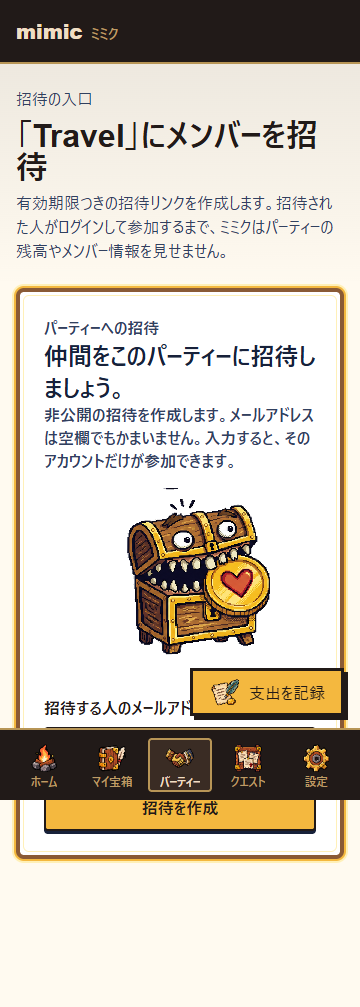 mimic ミミク
招待の入口
「Travel」にメンバーを招
待
有効期限つきの招待リンクを作成します。招待され
た人がログインして参加するまで、ミミクはパーティーの
残高やメンバー情報を見せません。
パーティーへの招待
仲間をこのパーティーに招待し
ましょう。
非公開の招待を作成します。メールアドレス
は空欄でもかまいません。入力すると、その
アカウントだけが参加できます。
支出を記録
招待する人のメールアド
ホーム
マイ宝箱
パーティー
クエスト
設定
招待を作成